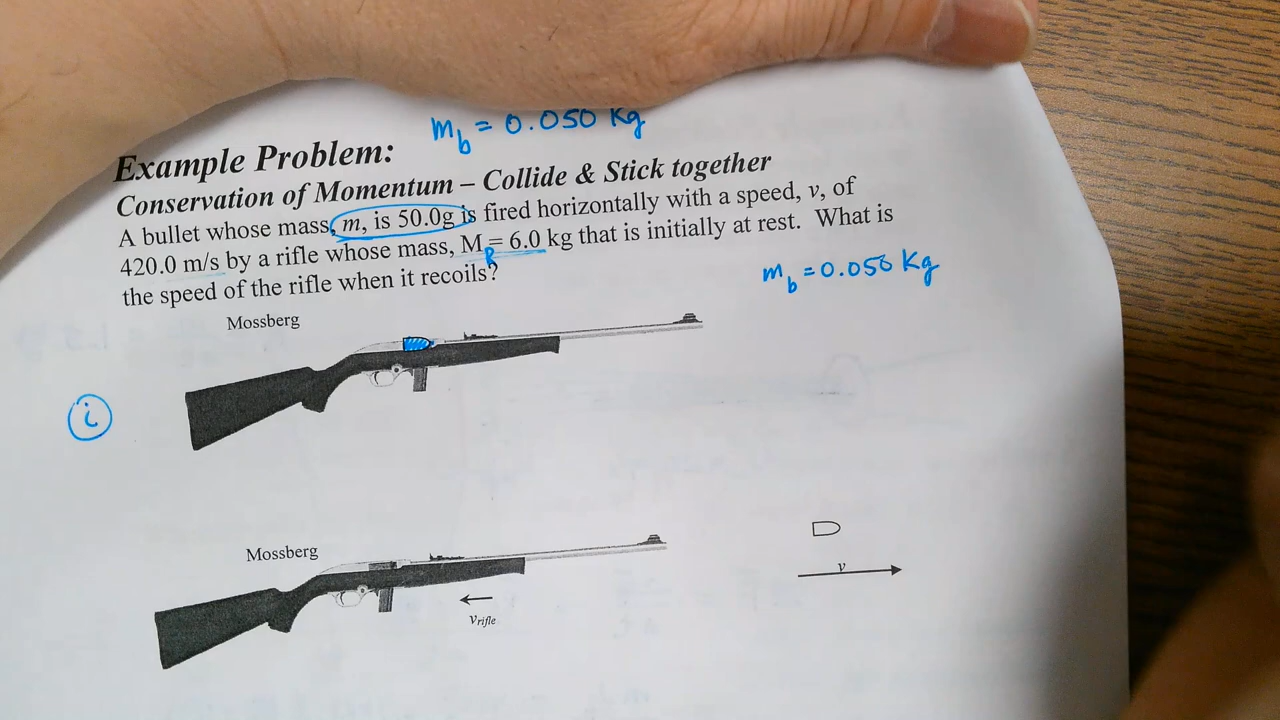 m_b = 0.050 Kg
Example Problem:
Conservation of Momentum – Collide & Stick together
A bullet whose mass, m, is 50.0g is fired horizontally with a speed, v, of
420.0 m/s by a rifle whose mass, M_R = 6.0 kg that is initially at rest. What is
the speed of the rifle when it recoils?
m_b = 0.050 Kg
Mossberg
i
Mossberg
v
v_rifle